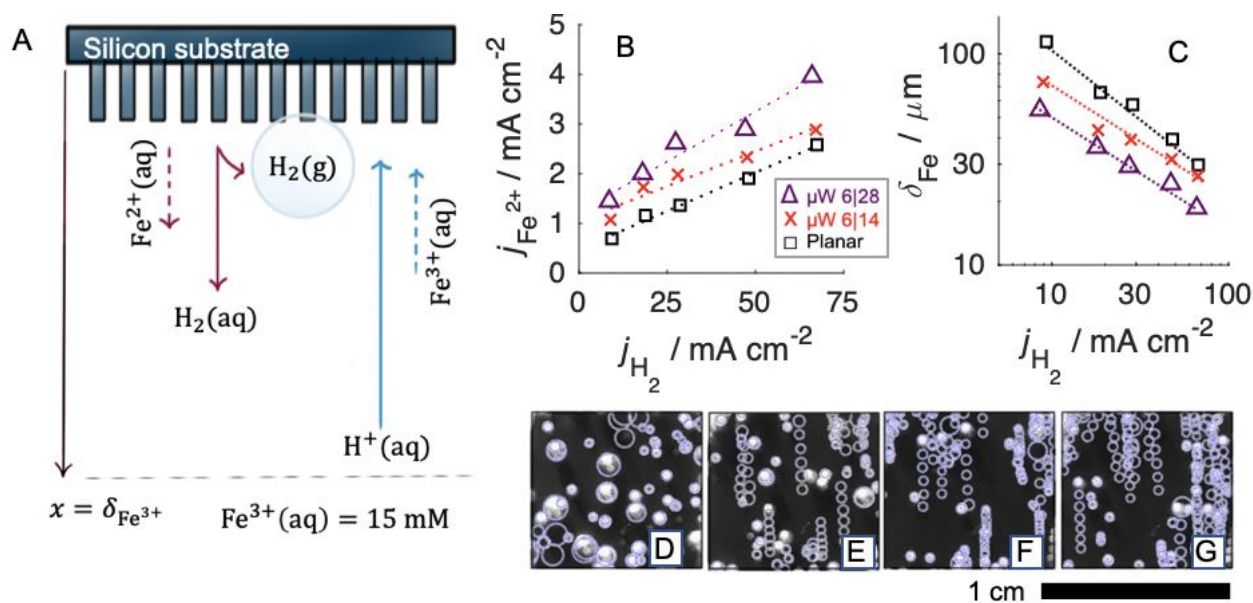 A
Silicon substrate
H₂(g)
Fe²⁺(aq)
Fe³⁺(aq)
H₂(aq)
H⁺(aq)
x = δFe³⁺
Fe³⁺(aq) = 15 mM
B
5
4
3
2
1
0
jFe²⁺ / mA cm⁻²
0 25 50 75
jH₂ / mA cm⁻²
μW 6|28
μW 6|14
Planar
C
100
30
10
δFe / μm
10 30 100
jH₂ / mA cm⁻²
D
E
F
G
1 cm